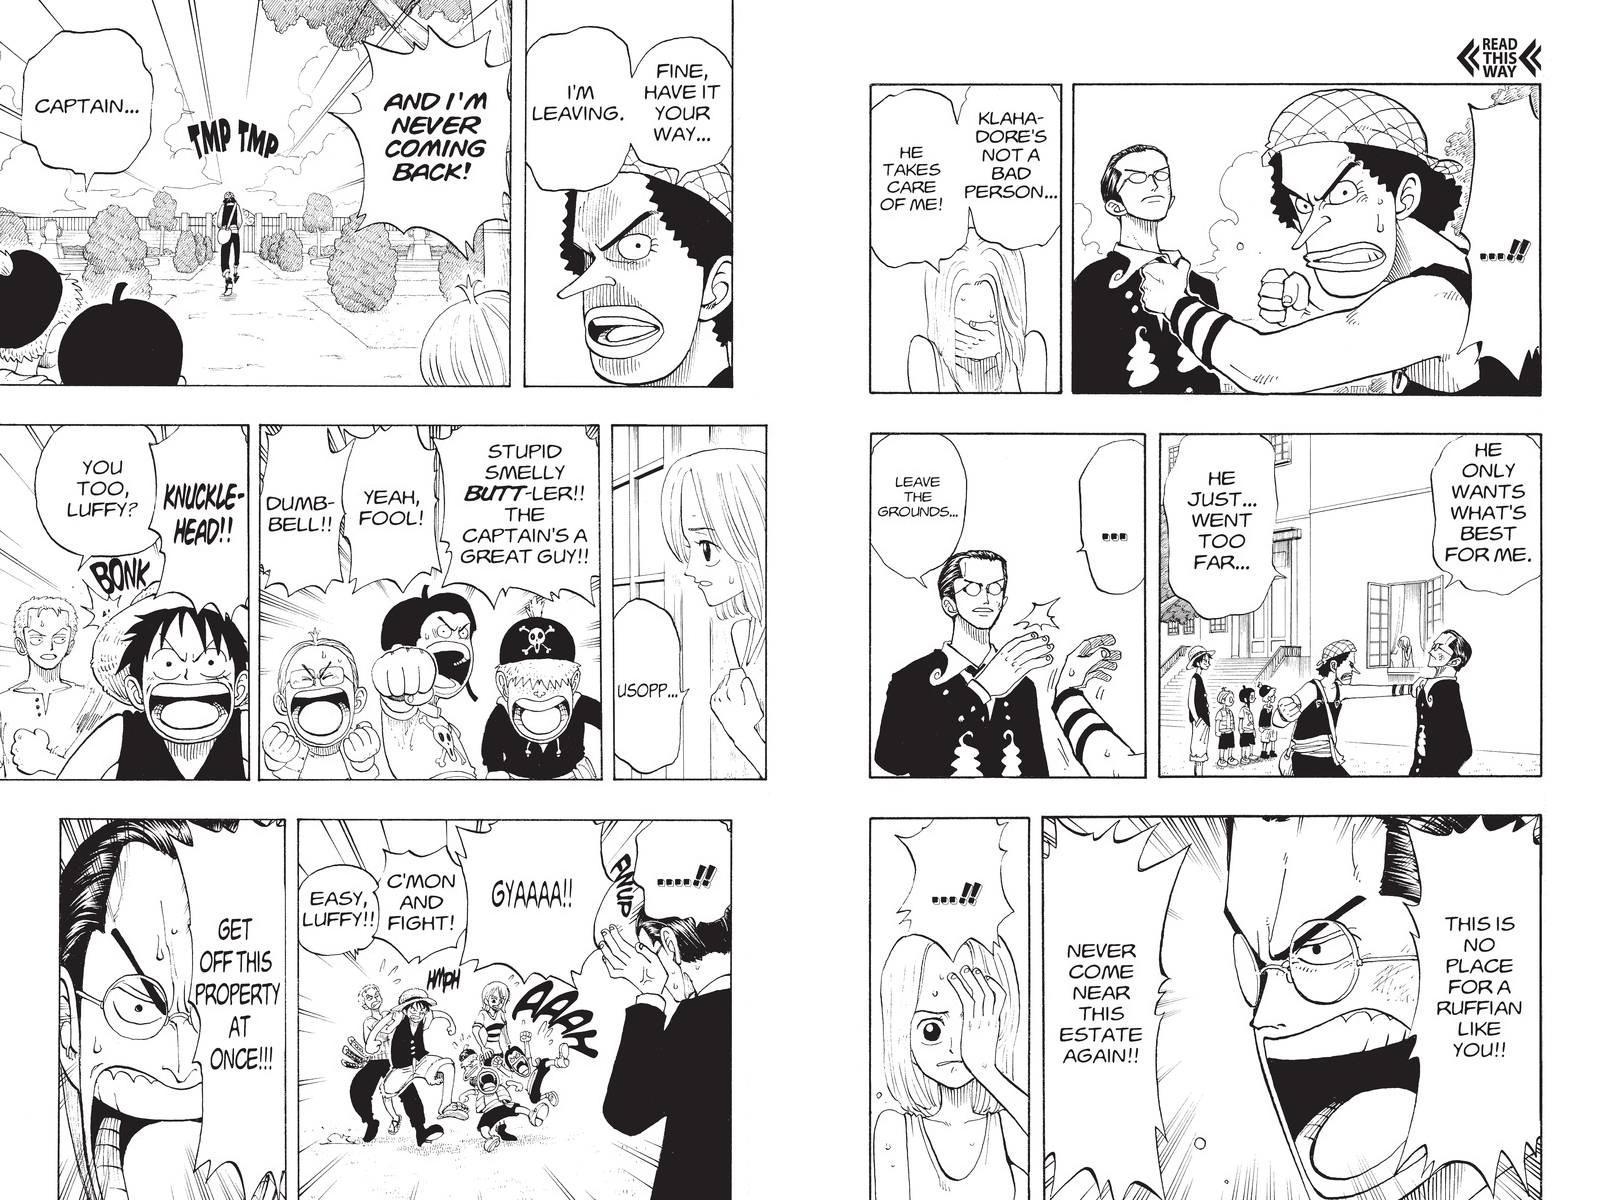 READ
THIS
WAY
....!!
KLAHA-
DORE'S
NOT A
BAD
PERSON...
HE
TAKES
CARE
OF ME!
HE
ONLY
WANTS
WHAT'S
BEST
FOR ME.
HE
JUST...
WENT
TOO
FAR...
...
LEAVE
THE
GROUNDS...
THIS IS
NO
PLACE
FOR A
RUFFIAN
LIKE
YOU!!
NEVER
COME
NEAR
THIS
ESTATE
AGAIN!!
....!!
FINE,
HAVE IT
YOUR
WAY...
I'M
LEAVING.
AND I'M
NEVER
COMING
BACK!
TMP TMP
CAPTAIN...
USOPP...
STUPID
SMELLY
BUTT-LER!!
THE
CAPTAIN'S A
GREAT GUY!!
YEAH,
FOOL!
DUMB-
BELL!!
KNUCKLE-
HEAD!!
YOU
TOO,
LUFFY?
BONK
.....!!
FNUP
GYAAAA!!
C'MON
AND
FIGHT!
EASY,
LUFFY!!
HMPH
AAAAH
GET
OFF THIS
PROPERTY
AT
ONCE!!!